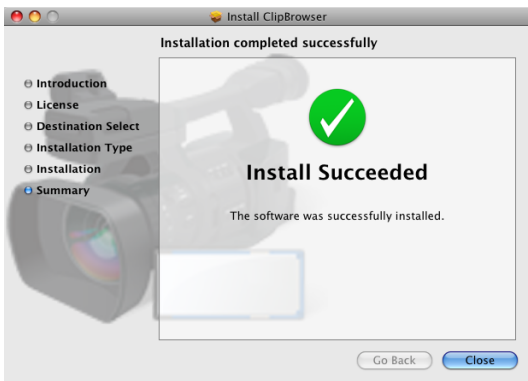 Install ClipBrowser
Installation completed successfully
Introduction
License
Destination Select
Installation Type
Installation
Summary
Install Succeeded
The software was successfully installed.
Go Back
Close